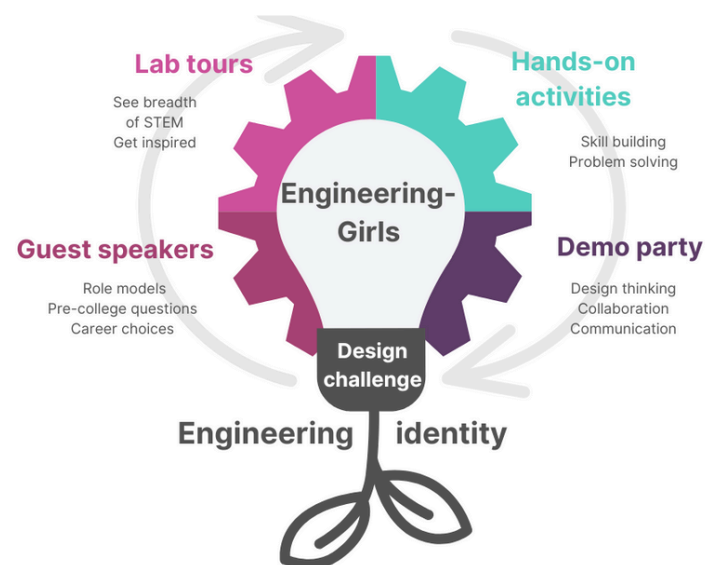 Lab tours
See breadth
of STEM
Get inspired
Hands-on
activities
Skill building
Problem solving
Engineering-
Girls
Guest speakers
Role models
Pre-college questions
Career choices
Demo party
Design thinking
Collaboration
Communication
Design
challenge
Engineering identity